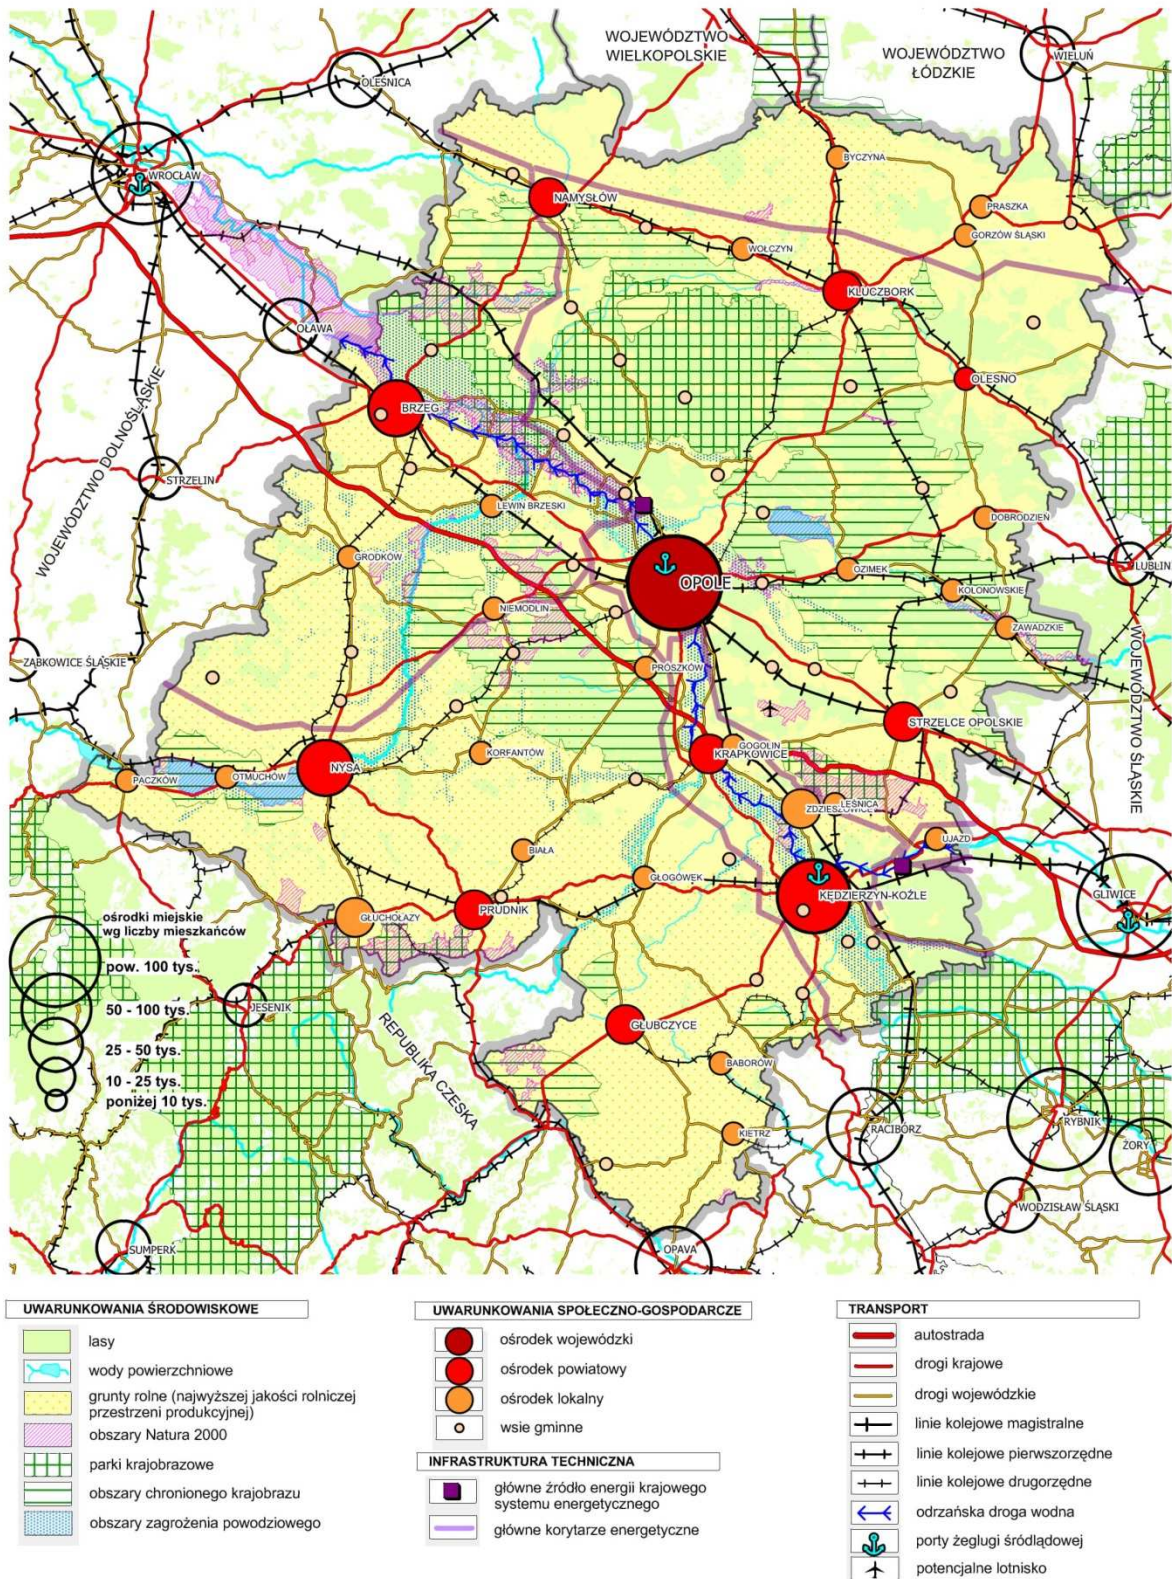 WOJEWÓDZTWO
WIELKOPOLSKIE
WOJEWÓDZTWO
ŁÓDZKIE
WIELUŃ
OLEŚNICA
WROCŁAW
BYCZYNA
NAMYSŁÓW
PRASZKA
GORZÓW ŚLĄSKI
WOŁCZYN
KLUCZBORK
OŁAWA
OLESNO
BRZEG
WOJEWÓDZTWO DOLNOŚLĄSKIE
STRZELIN
LEWIN BRZESKI
DOBRODZIEŃ
GRODKÓW
OPOLE
OZIMEK
LUBLIN
KOLONOWSKIE
NIEMODLIN
ZAWADZKIE
ZĄBKOWICE ŚLĄSKIE
PRÓSZKÓW
WOJEWÓDZTWO ŚLĄSKIE
STRZELCE OPOLSKIE
GOGOLIN
KRAPKOWICE
KORFANTÓW
NYSA
OTMUCHÓW
PACZKÓW
LEŚNICA
ZDZIESZOWICE
UJAZD
BIAŁA
GŁOGÓWEK
KĘDZIERZYN-KOŹLE
GLIWICE
PRUDNIK
GŁUCHOŁAZY
ośrodki miejskie
wg liczby mieszkańców
pow. 100 tys.
50 - 100 tys.
25 - 50 tys.
10 - 25 tys.
poniżej 10 tys.
JESENIK
REPUBLIKA CZESKA
GŁUBCZYCE
BABORÓW
KIETRZ
RACIBÓRZ
RYBNIK
ŻORY
WODZISŁAW ŚLĄSKI
SUMPERK
OPAVA
UWARUNKOWANIA ŚRODOWISKOWE
lasy
wody powierzchniowe
grunty rolne (najwyższej jakości rolniczej
przestrzeni produkcyjnej)
obszary Natura 2000
parki krajobrazowe
obszary chronionego krajobrazu
obszary zagrożenia powodziowego
UWARUNKOWANIA SPOŁECZNO-GOSPODARCZE
ośrodek wojewódzki
ośrodek powiatowy
ośrodek lokalny
wsie gminne
INFRASTRUKTURA TECHNICZNA
główne źródło energii krajowego
systemu energetycznego
główne korytarze energetyczne
TRANSPORT
autostrada
drogi krajowe
drogi wojewódzkie
linie kolejowe magistralne
linie kolejowe pierwszorzędne
linie kolejowe drugorzędne
odrzańska droga wodna
porty żeglugi śródlądowej
potencjalne lotnisko